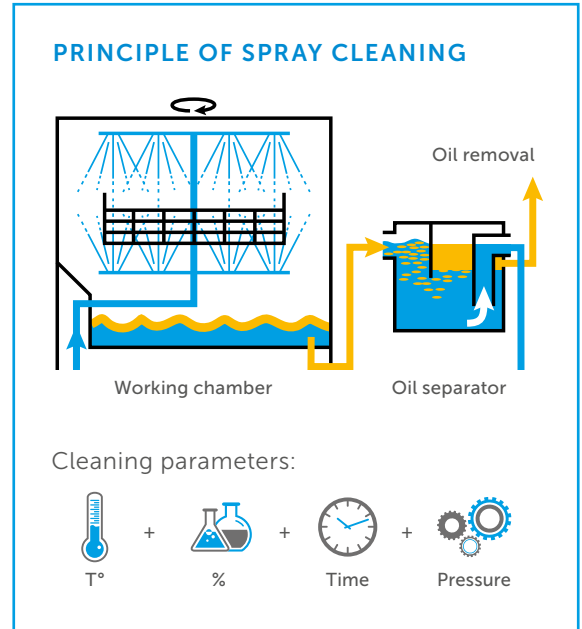 PRINCIPLE OF SPRAY CLEANING
Oil removal
Working chamber
Oil separator
Cleaning parameters:
+ + +
T° % Time Pressure